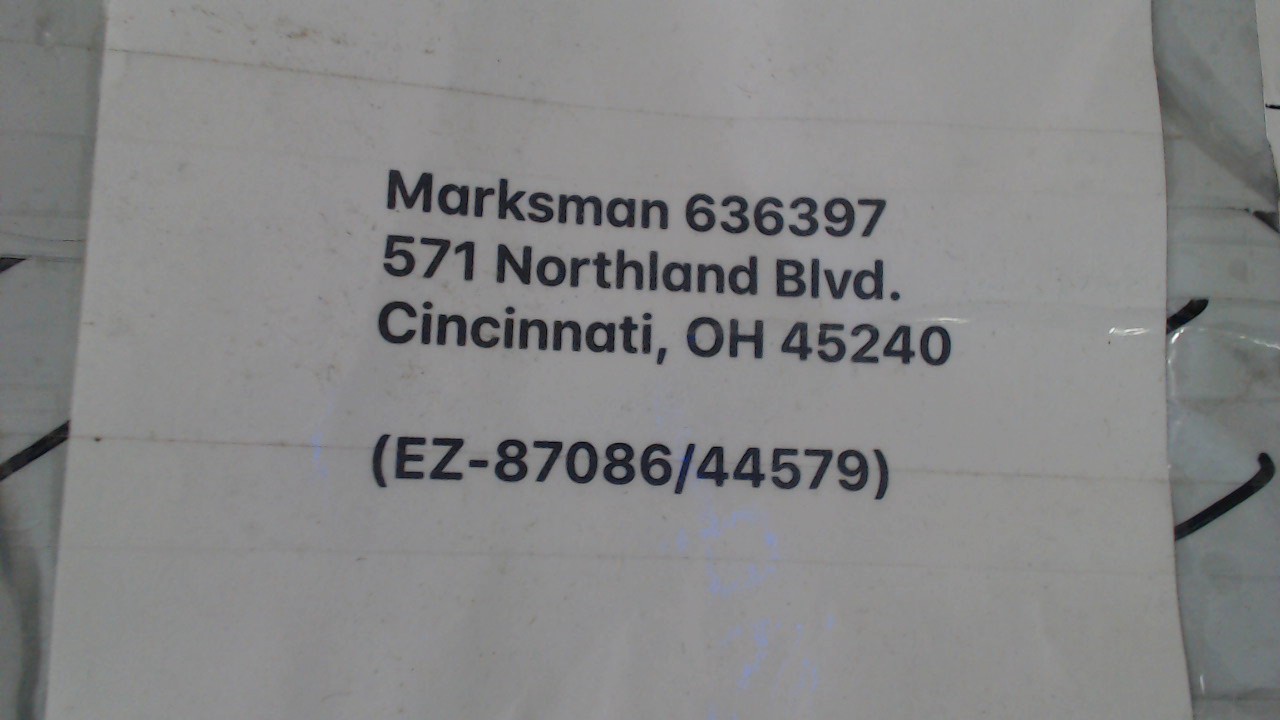 Marksman 636397
571 Northland Blvd.
Cincinnati, OH 45240
(EZ-87086/44579)